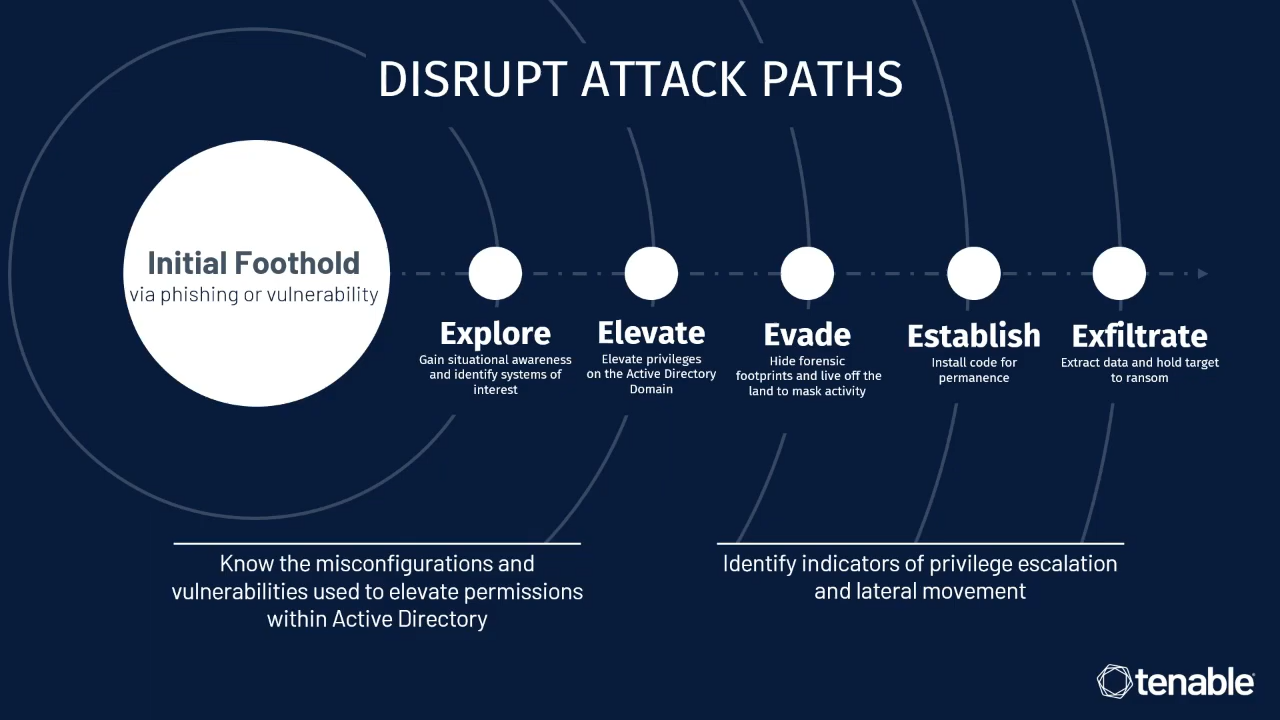 DISRUPT ATTACK PATHS
Initial Foothold
via phishing or vulnerability
Explore
Gain situational awareness
and identify systems of
interest
Elevate
Elevate privileges
on the Active Directory
Domain
Evade
Hide forensic
footprints and live off the
land to mask activity
Establish
Install code for
permanence
Exfiltrate
Extract data and hold target
to ransom
Know the misconfigurations and
vulnerabilities used to elevate permissions
within Active Directory
Identify indicators of privilege escalation
and lateral movement
tenable